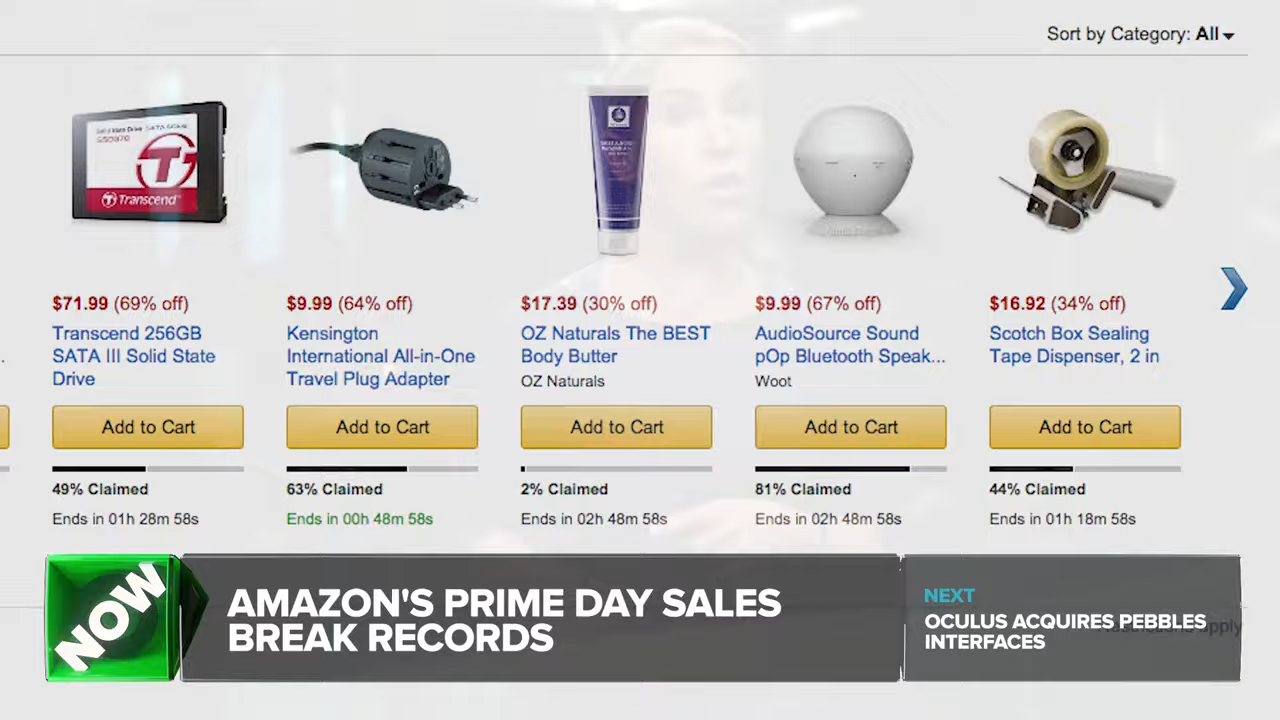 Sort by Category: All
Transcend
$71.99 (69% off)
Transcend 256GB
SATA III Solid State
Drive
Add to Cart
49% Claimed
Ends in 01h 28m 58s
$9.99 (64% off)
Kensington
International All-in-One
Travel Plug Adapter
Add to Cart
63% Claimed
Ends in 00h 48m 58s
$17.39 (30% off)
OZ Naturals The BEST
Body Butter
OZ Naturals
Add to Cart
2% Claimed
Ends in 02h 48m 58s
$9.99 (67% off)
AudioSource Sound
pOp Bluetooth Speak...
Woot
Add to Cart
81% Claimed
Ends in 02h 48m 58s
$16.92 (34% off)
Scotch Box Sealing
Tape Dispenser, 2 in
Add to Cart
44% Claimed
Ends in 01h 18m 58s
NOW
AMAZON'S PRIME DAY SALES
BREAK RECORDS
NEXT
OCULUS ACQUIRES PEBBLES
INTERFACES